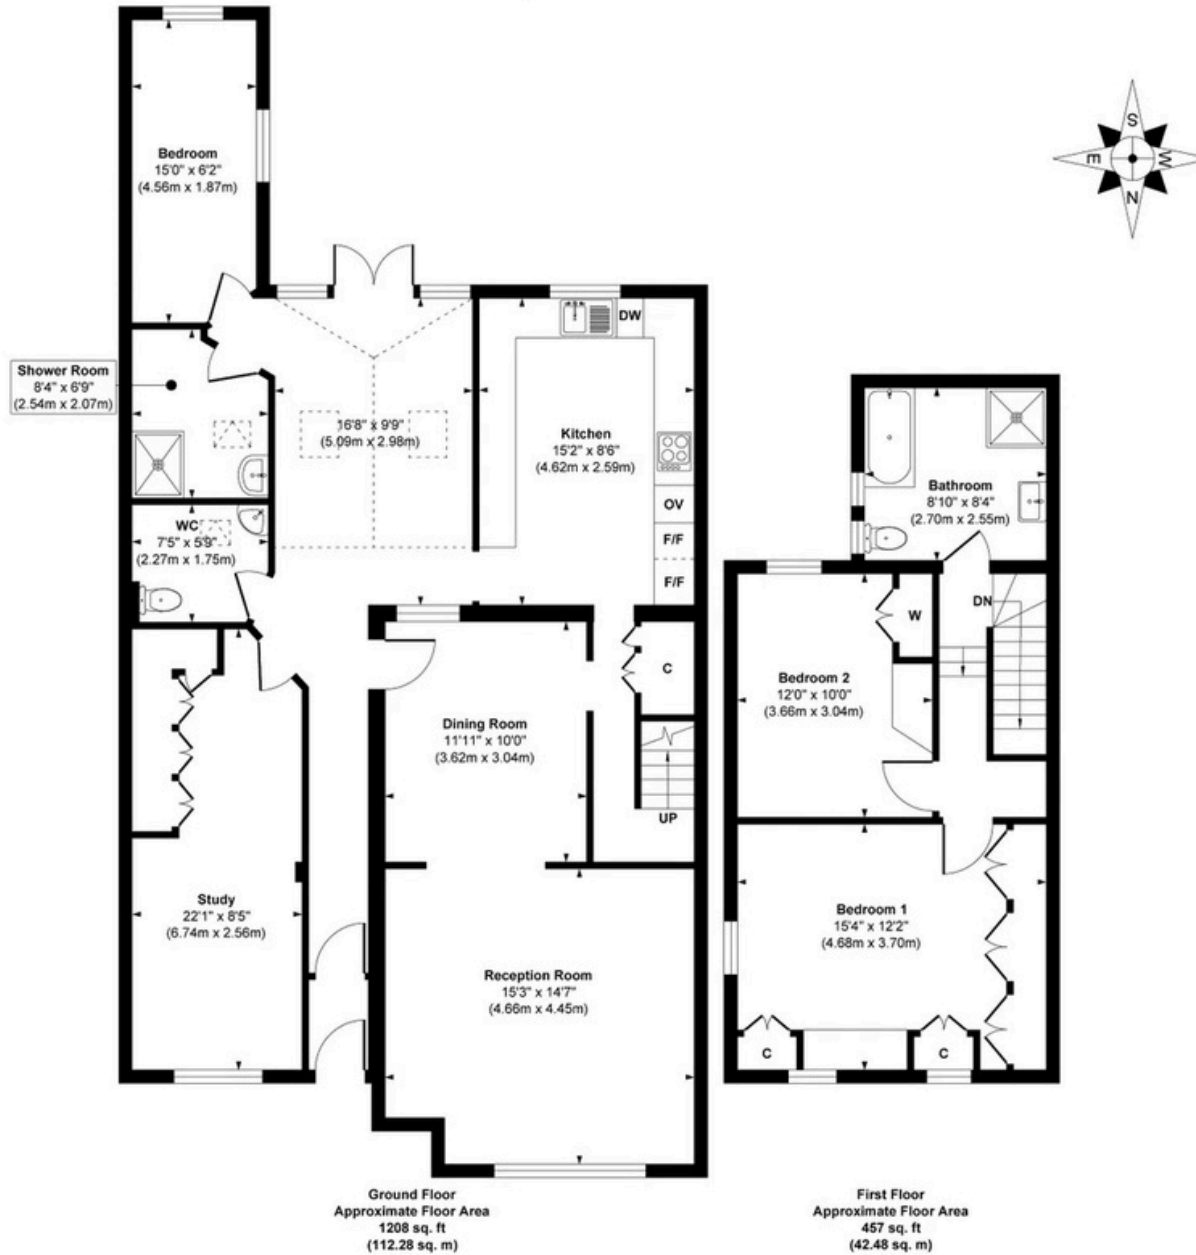 Bedroom
15'0" x 6'2"
(4.56m x 1.87m)
S
E
W
N
Shower Room
8'4" x 6'9"
(2.54m x 2.07m)
16'8" x 9'9"
(5.09m x 2.98m)
DW
Kitchen
15'2" x 8'6"
(4.62m x 2.59m)
OV
F/F
F/F
WC
7'5" x 5'9"
(2.27m x 1.75m)
C
Dining Room
11'11" x 10'0"
(3.62m x 3.04m)
UP
Study
22'1" x 8'5"
(6.74m x 2.56m)
Reception Room
15'3" x 14'7"
(4.66m x 4.45m)
Ground Floor
Approximate Floor Area
1208 sq. ft
(112.28 sq. m)
Bathroom
8'10" x 8'4"
(2.70m x 2.55m)
DN
W
Bedroom 2
12'0" x 10'0"
(3.66m x 3.04m)
Bedroom 1
15'4" x 12'2"
(4.68m x 3.70m)
C
C
First Floor
Approximate Floor Area
457 sq. ft
(42.48 sq. m)